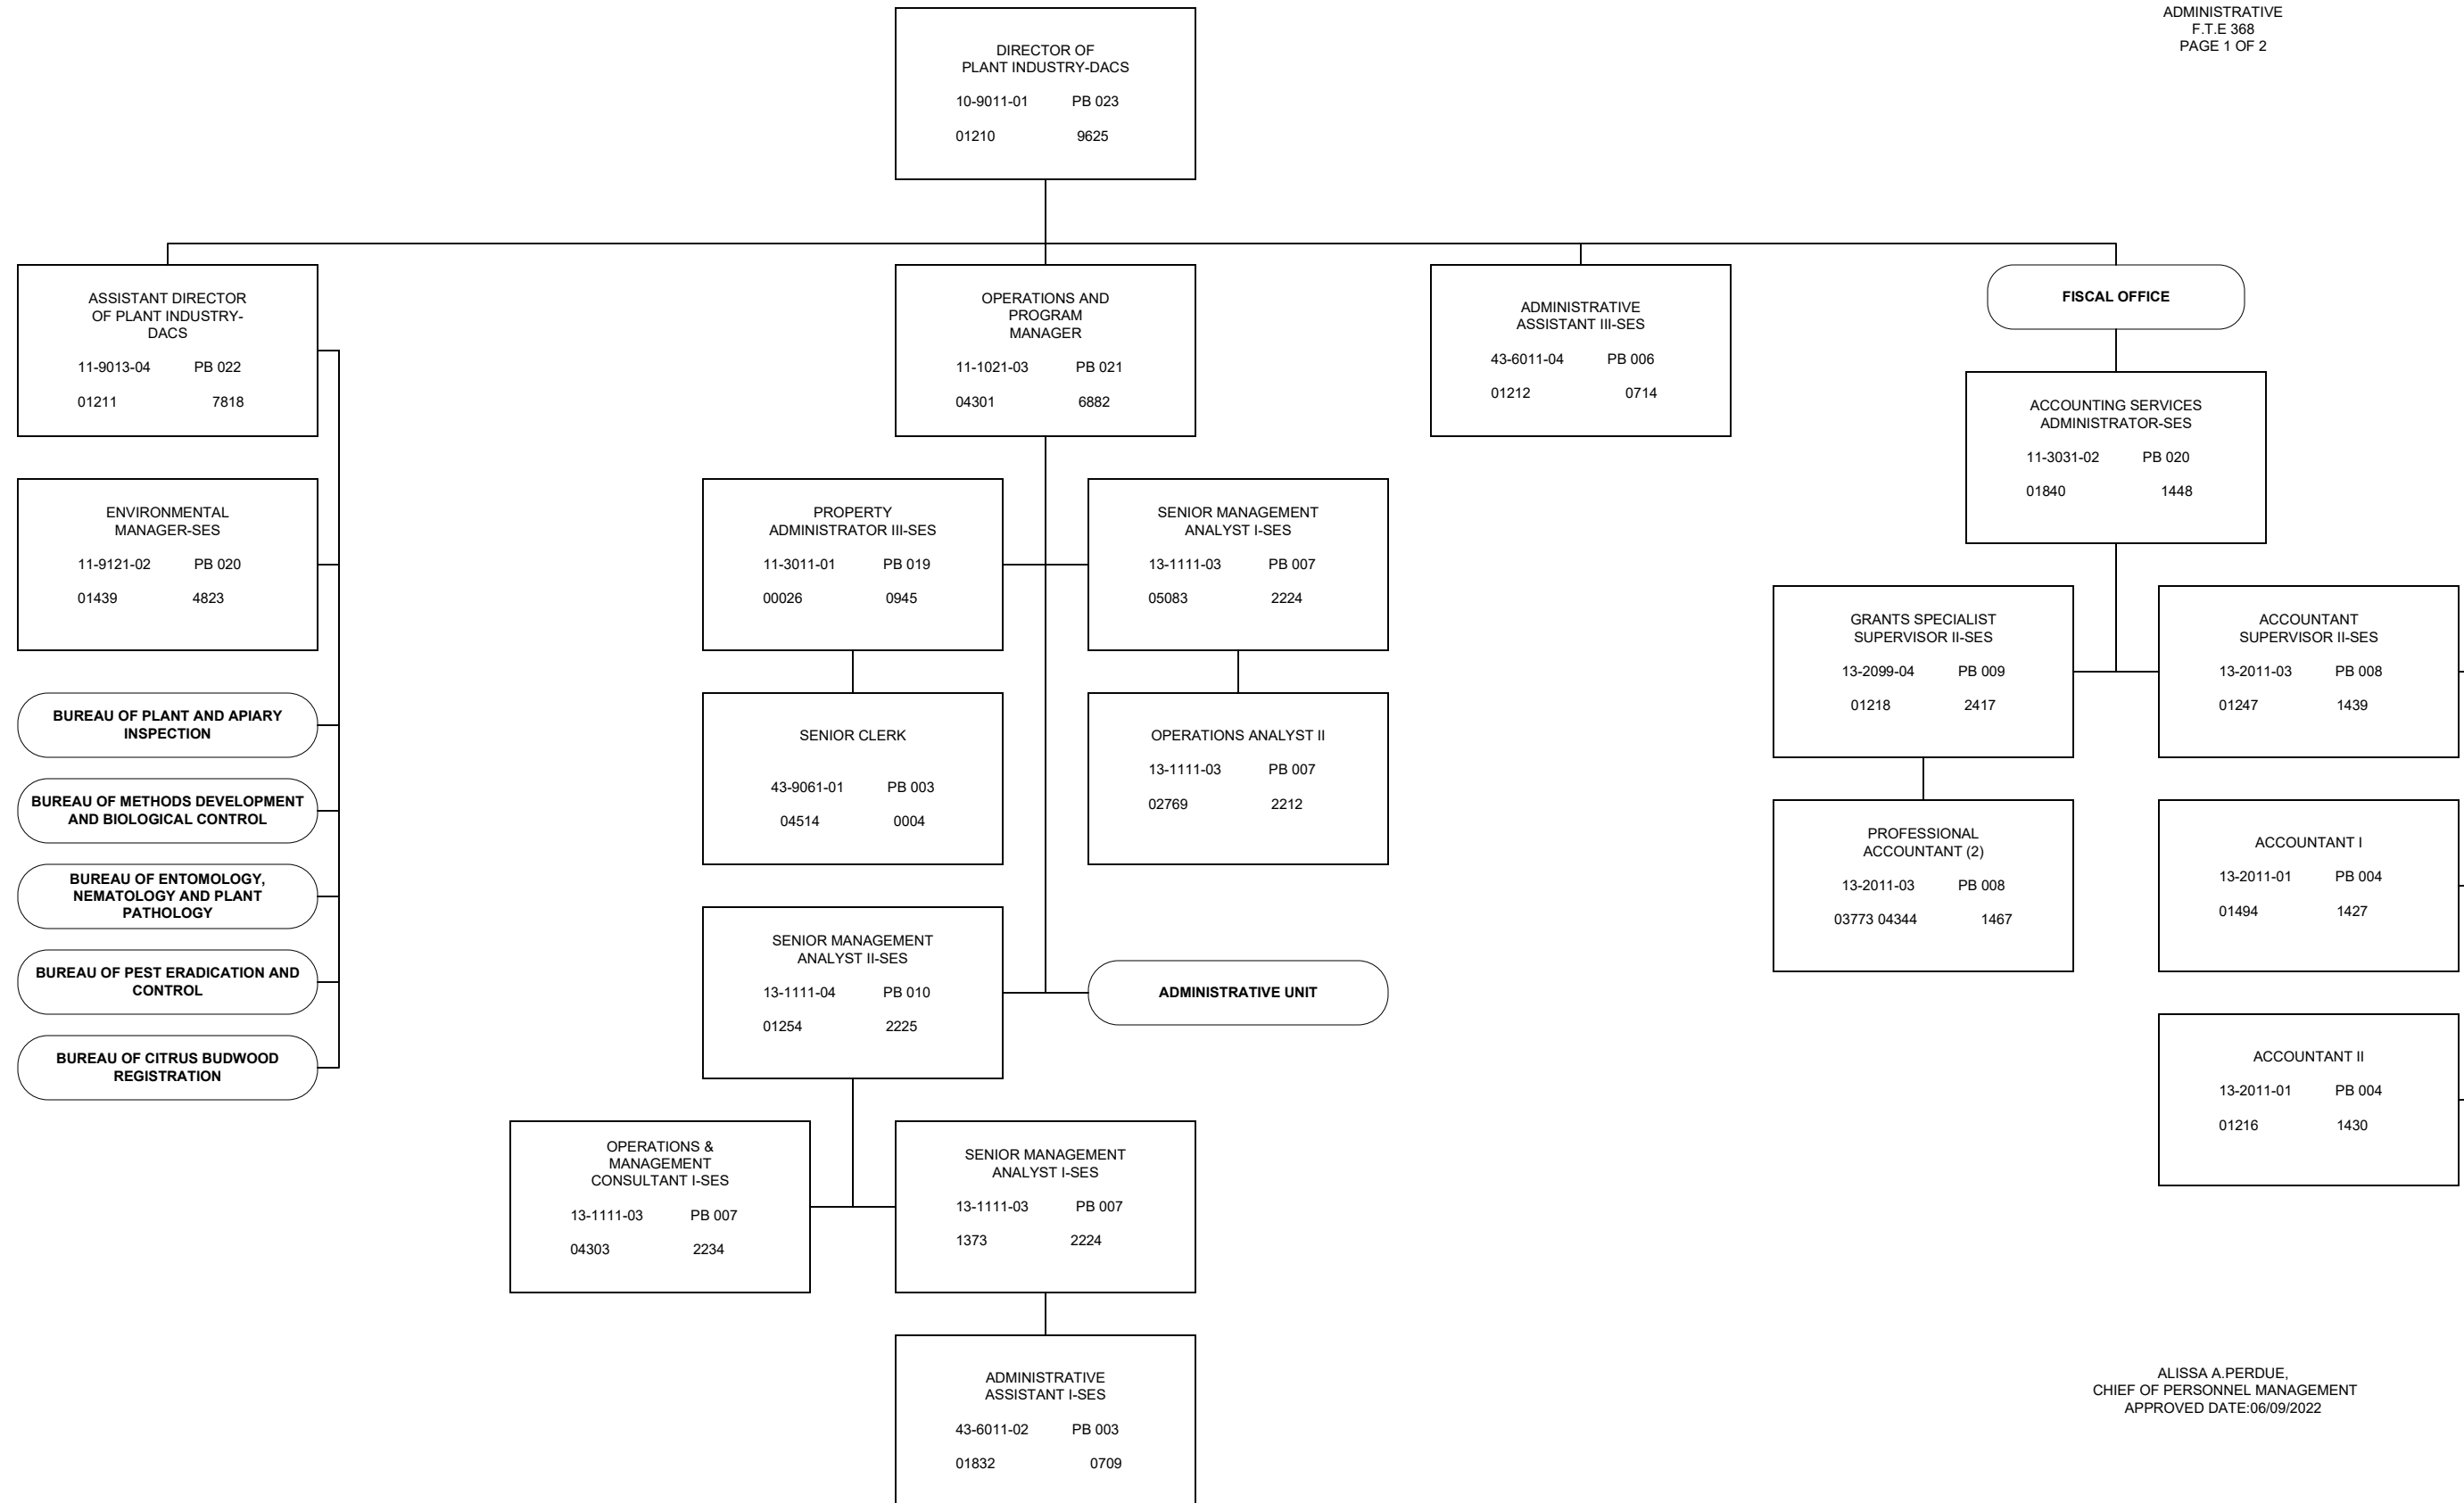 ADMINISTRATIVE
F.T.E 368
PAGE 1 OF 2
DIRECTOR OF
PLANT INDUSTRY-DACS
10-9011-01 PB 023
01210 9625
ASSISTANT DIRECTOR
OF PLANT INDUSTRY-
DACS
11-9013-04 PB 022
01211 7818
OPERATIONS AND
PROGRAM
MANAGER
11-1021-03 PB 021
04301 6882
ADMINISTRATIVE
ASSISTANT III-SES
43-6011-04 PB 006
01212 0714
FISCAL OFFICE
ACCOUNTING SERVICES
ADMINISTRATOR-SES
11-3031-02 PB 020
01840 1448
ENVIRONMENTAL
MANAGER-SES
11-9121-02 PB 020
01439 4823
PROPERTY
ADMINISTRATOR III-SES
11-3011-01 PB 019
00026 0945
SENIOR MANAGEMENT
ANALYST I-SES
13-1111-03 PB 007
05083 2224
GRANTS SPECIALIST
SUPERVISOR II-SES
13-2099-04 PB 009
01218 2417
ACCOUNTANT
SUPERVISOR II-SES
13-2011-03 PB 008
01247 1439
BUREAU OF PLANT AND APIARY
INSPECTION
BUREAU OF METHODS DEVELOPMENT
AND BIOLOGICAL CONTROL
BUREAU OF ENTOMOLOGY,
NEMATOLOGY AND PLANT
PATHOLOGY
BUREAU OF PEST ERADICATION AND
CONTROL
BUREAU OF CITRUS BUDWOOD
REGISTRATION
SENIOR CLERK
43-9061-01 PB 003
04514 0004
OPERATIONS ANALYST II
13-1111-03 PB 007
02769 2212
PROFESSIONAL
ACCOUNTANT (2)
13-2011-03 PB 008
03773 04344 1467
ACCOUNTANT I
13-2011-01 PB 004
01494 1427
SENIOR MANAGEMENT
ANALYST II-SES
13-1111-04 PB 010
01254 2225
ADMINISTRATIVE UNIT
ACCOUNTANT II
13-2011-01 PB 004
01216 1430
OPERATIONS &
MANAGEMENT
CONSULTANT I-SES
13-1111-03 PB 007
04303 2234
SENIOR MANAGEMENT
ANALYST I-SES
13-1111-03 PB 007
1373 2224
ADMINISTRATIVE
ASSISTANT I-SES
43-6011-02 PB 003
01832 0709
ALISSA A.PERDUE,
CHIEF OF PERSONNEL MANAGEMENT
APPROVED DATE:06/09/2022